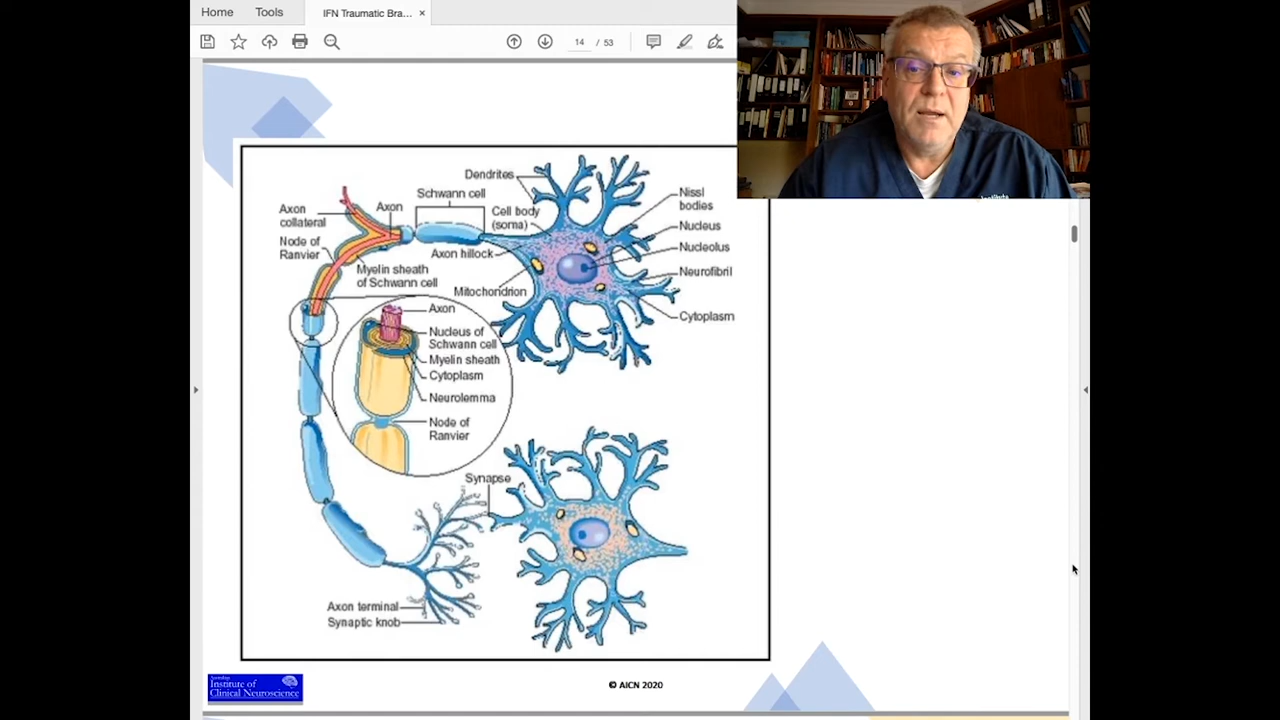 Home Tools IFN Traumatic Bra... ×
14 / 53
Dendrites
Schwann cell
Nissl
bodies
Axon
collateral
Axon
Cell body
(soma)
Nucleus
Node of
Ranvier
Axon hillock
Nucleolus
Myelin sheath
of Schwann cell
Neurofibril
Mitochondrion
Axon
Cytoplasm
Nucleus of
Schwann cell
Myelin sheath
Cytoplasm
Neurolemma
Node of
Ranvier
Synapse
Axon terminal
Synaptic knob
Australian
Institute of
Clinical Neuroscience
© AICN 2020